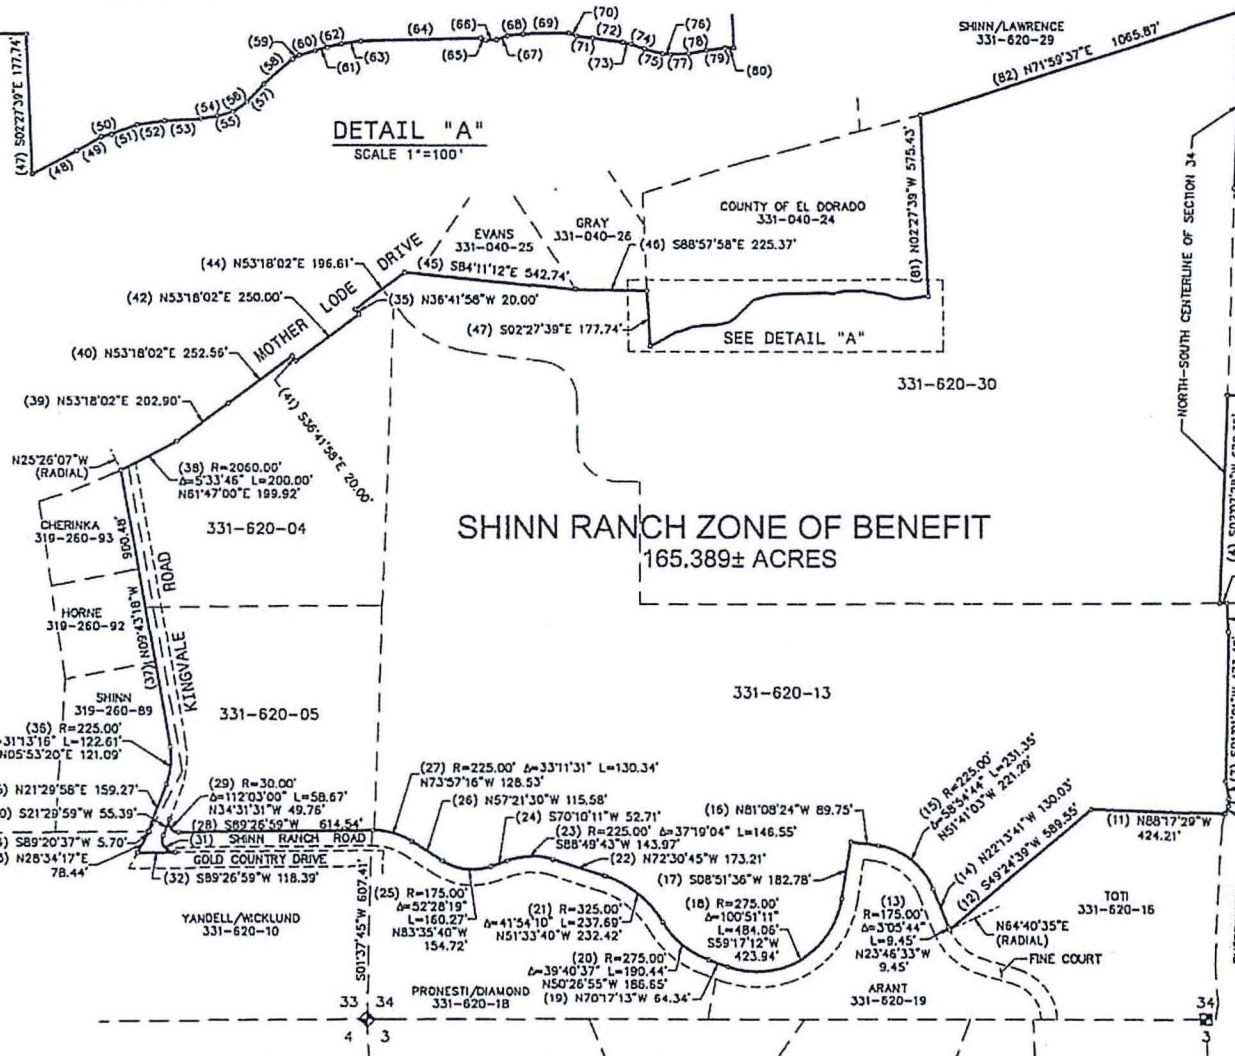 (47) S02°27'39"E 177.74'
(48)
(49)
(50)
(51)
(52)
(53)
(54)
(55)
(56)
(57)
(58)
(59)
(60)
(61)
(62)
(63)
(64)
(65)
(66)
(67)
(68)
(69)
(70)
(71)
(72)
(73)
(74)
(75)
(76)
(77)
(78)
(79)
(80)
DETAIL "A"
SCALE 1"=100'
SHINN/LAWRENCE
331-620-29
(82) N71°59'37"E 1065.87'
(81) N02°27'39"W 575.43'
NORTH-SOUTH CENTERLINE OF SECTION 34
COUNTY OF EL DORADO
331-040-24
GRAY
331-040-26
EVANS
331-040-25
(46) S88°57'58"E 225.37'
(45) S84°11'12"E 542.74'
(44) N53°18'02"E 196.61'
(42) N53°18'02"E 250.00'
(35) N36°41'58"W 20.00'
MOTHER LODE DRIVE
(47) S02°27'39"E 177.74'
SEE DETAIL "A"
(40) N53°18'02"E 252.56'
(39) N53°18'02"E 202.90'
(41) S36°41'58"E 20.00'
331-620-30
N25°26'07"W
(RADIAL)
(38) R=2060.00'
Δ=5°33'46" L=200.00'
N61°47'00"E 199.92'
CHERINKA
319-260-93
331-620-04
SHINN RANCH ZONE OF BENEFIT
165.389± ACRES
(37) N09°43'18"W 900.48'
KINGVALE ROAD
HORNE
319-260-92
SHINN
319-260-89
331-620-05
331-620-13
(36) R=225.00'
31°13'16" L=122.61'
N05°53'20"E 121.09'
N21°29'58"E 159.27'
S21°29'59"W 55.39'
S89°20'37"W 5.70'
N28°34'17"E
78.44'
(29) R=30.00'
Δ=112°03'00" L=58.67'
N34°31'31"W 49.76'
(28) S89°26'59"W 614.54'
(31) SHINN RANCH ROAD
GOLD COUNTRY DRIVE
(32) S89°26'59"W 118.39'
(27) R=225.00' Δ=33°11'31" L=130.34'
N73°57'16"W 128.53'
(26) N57°21'30"W 115.58'
(24) S70°10'11"W 52.71'
(23) R=225.00' Δ=37°19'04" L=146.55'
S88°49'43"W 143.97'
(22) N72°30'45"W 173.21'
(16) N81°08'24"W 89.75'
(17) S08°51'36"W 182.78'
(15) R=225.00'
Δ=58°54'44" L=231.35'
N51°41'03"W 221.29'
(14) N22°13'41"W 130.03'
(12) S49°24'39"W 589.55'
(11) N88°17'29"W
424.21'
YANDELL/WICKLUND
331-620-10
S01°37'45"W 607.41'
(25) R=175.00'
Δ=52°28'19"
L=160.27'
N83°35'40"W
154.72'
(21) R=325.00'
Δ=41°54'10" L=237.69'
N51°33'40"W 232.42'
(20) R=275.00'
Δ=39°40'37" L=190.44'
N50°26'55"W 186.65'
(19) N70°17'13"W 64.34'
(18) R=275.00'
Δ=100°51'11"
L=484.06'
S59°17'12"W
423.94'
(13)
R=175.00'
Δ=3°05'44"
L=9.45'
N23°46'33"W
9.45'
N64°40'35"E
(RADIAL)
TOTI
331-620-16
FINE COURT
PRONESTI/DIAMOND
331-620-18
ARANT
331-620-19
33 34
4 3
34
3